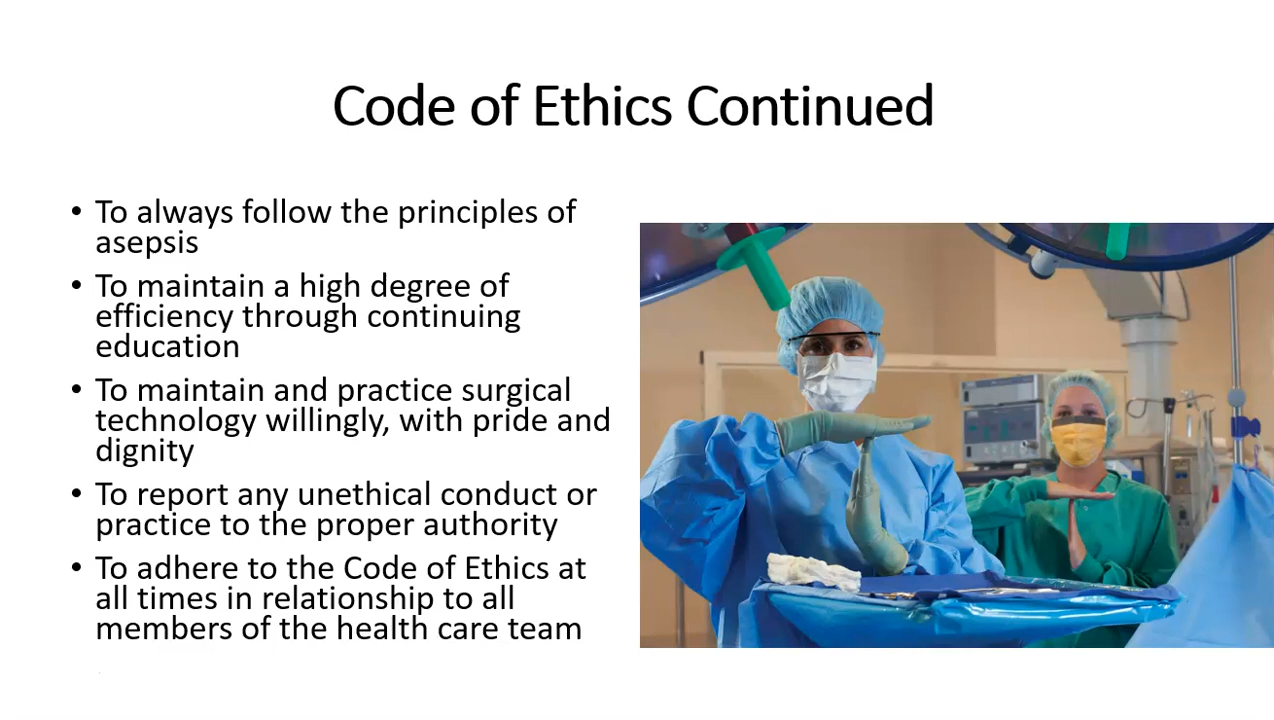 Code of Ethics Continued
• To always follow the principles of
asepsis
• To maintain a high degree of
efficiency through continuing
education
• To maintain and practice surgical
technology willingly, with pride and
dignity
• To report any unethical conduct or
practice to the proper authority
• To adhere to the Code of Ethics at
all times in relationship to all
members of the health care team